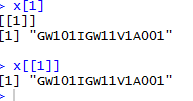 > x[1]
[[1]]
[1] "GW101IGW11V1A001"

> x[[1]]
[1] "GW101IGW11V1A001"
>